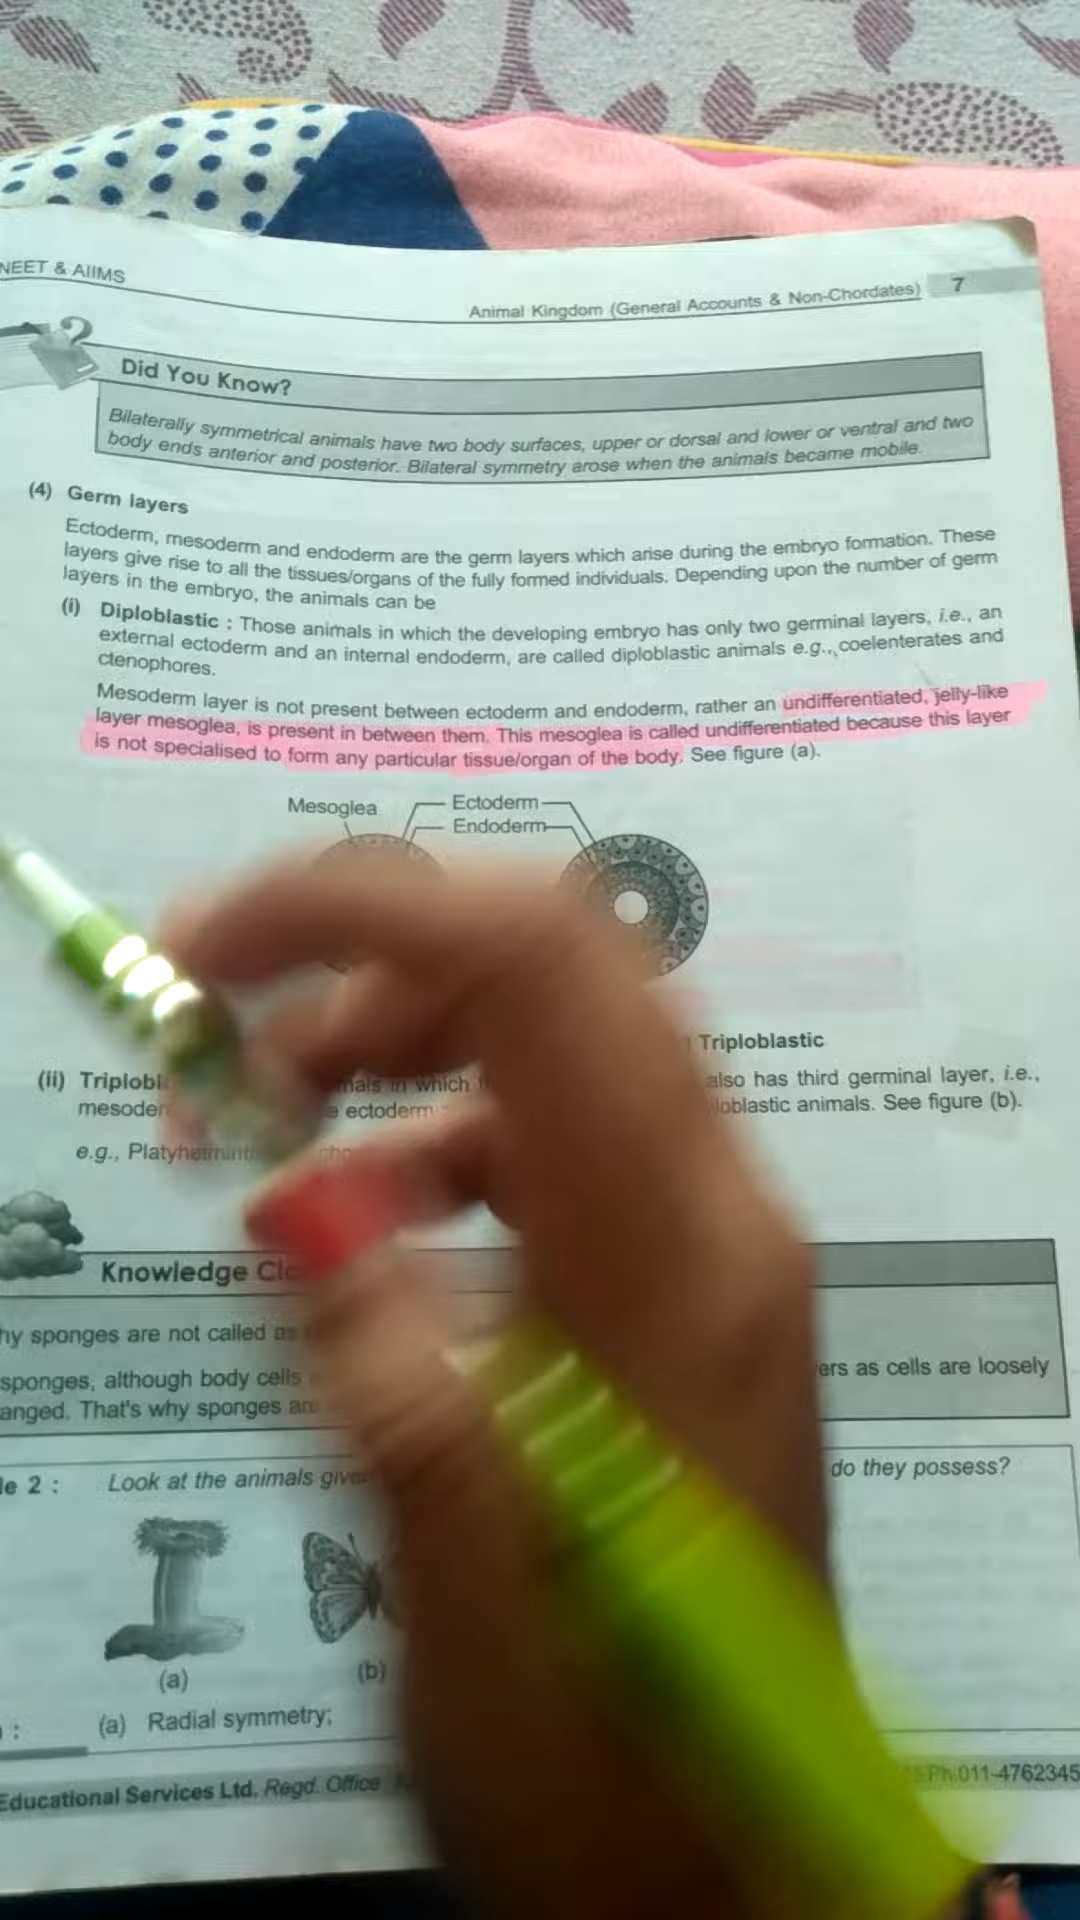 NEET & AIIMS
Animal Kingdom (General Accounts & Non-Chordates) 7
Did You Know?
Bilaterally symmetrical animals have two body surfaces, upper or dorsal and lower or ventral and two
body ends anterior and posterior. Bilateral symmetry arose when the animals became mobile.
(4) Germ layers
Ectoderm, mesoderm and endoderm are the germ layers which arise during the embryo formation. These
layers give rise to all the tissues/organs of the fully formed individuals. Depending upon the number of germ
layers in the embryo, the animals can be
(i) Diploblastic : Those animals in which the developing embryo has only two germinal layers, i.e., an
external ectoderm and an internal endoderm, are called diploblastic animals e.g., coelenterates and
ctenophores.
Mesoderm layer is not present between ectoderm and endoderm, rather an undifferentiated, jelly-like
layer mesoglea, is present in between them. This mesoglea is called undifferentiated because this layer
is not specialised to form any particular tissue/organ of the body. See figure (a).
Mesoglea Ectoderm
Endoderm
Triploblastic
(ii) in which also has third germinal layer, i.e.,
ectoderm animals. See figure (b).
e.g.,
Knowledge
sponges are not called as
sponges, although body cells as cells are loosely
That's why sponges are
2 : Look at the animals given do they possess?
(a) (b)
(a) Radial symmetry;
Educational Services Ltd. Regd. Office Ph.011-4762345